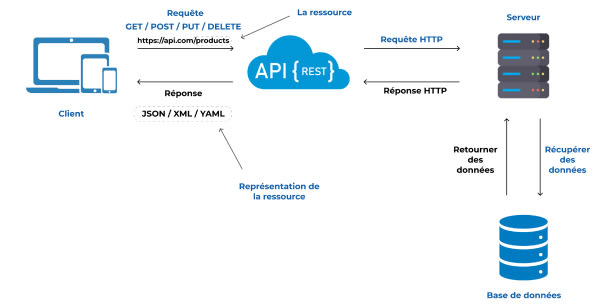 Requête
GET / POST / PUT / DELETE
https://api.com/products
La ressource
Serveur
API {REST}
Requête HTTP
Réponse
Réponse HTTP
JSON / XML / YAML
Client
Retourner
des
données
Récupérer
des
données
Représentation de
la ressource
Base de données